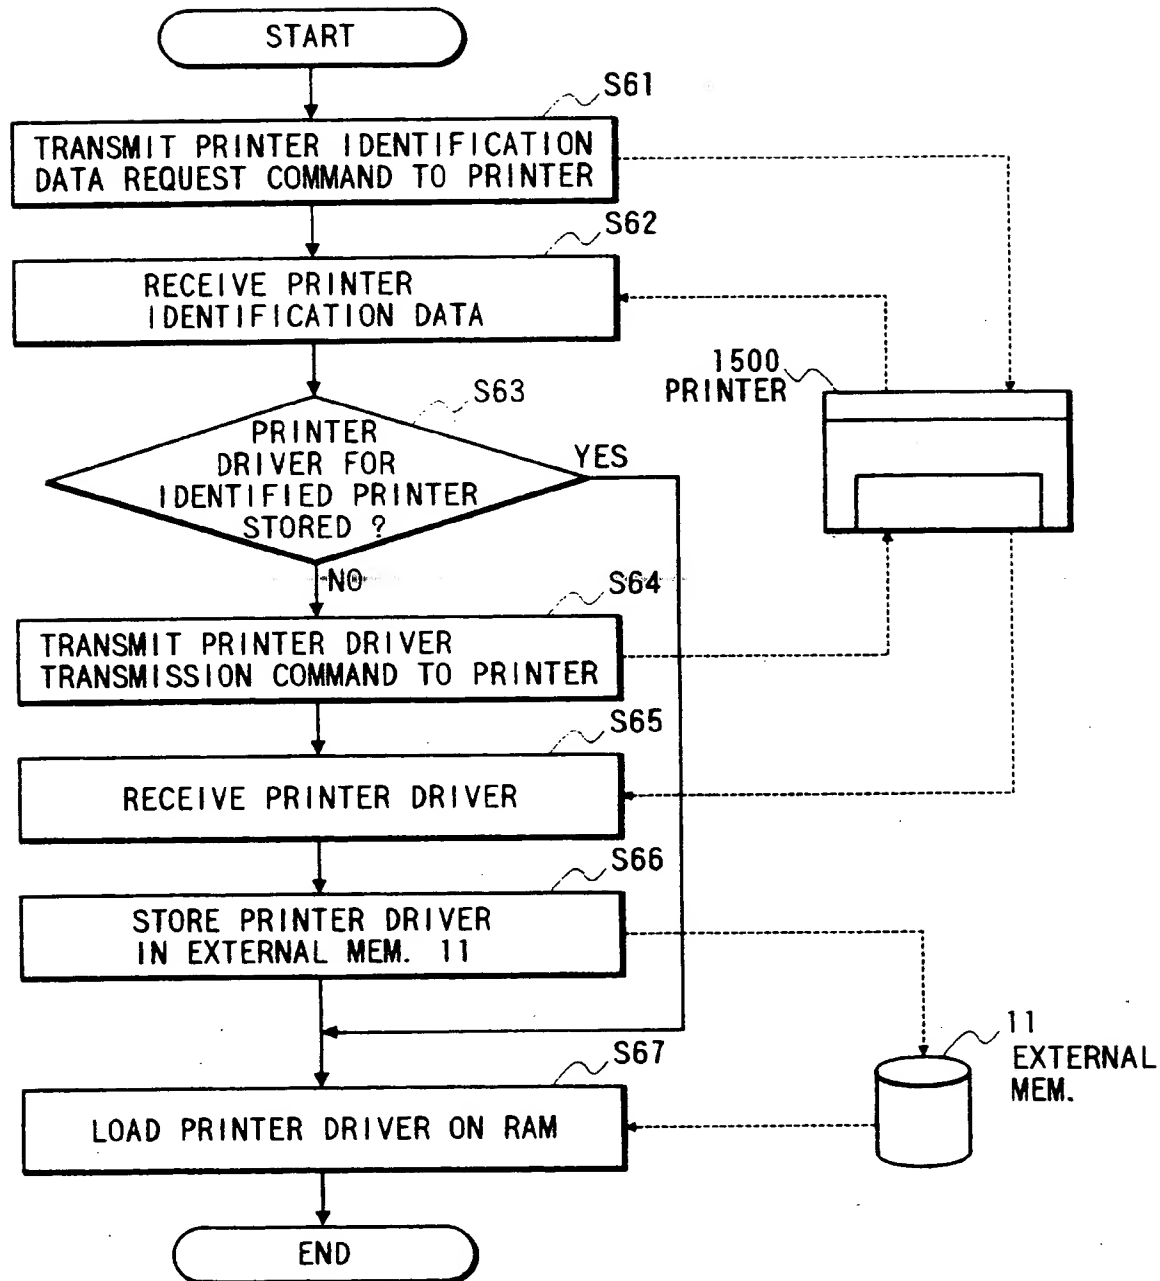 START
S61
TRANSMIT PRINTER IDENTIFICATION
DATA REQUEST COMMAND TO PRINTER
S62
RECEIVE PRINTER
IDENTIFICATION DATA
1500
PRINTER
S63
PRINTER
DRIVER FOR
IDENTIFIED PRINTER
STORED ?
YES
NO
S64
TRANSMIT PRINTER DRIVER
TRANSMISSION COMMAND TO PRINTER
S65
RECEIVE PRINTER DRIVER
S66
STORE PRINTER DRIVER
IN EXTERNAL MEM. 11
11
EXTERNAL
MEM.
S67
LOAD PRINTER DRIVER ON RAM
END